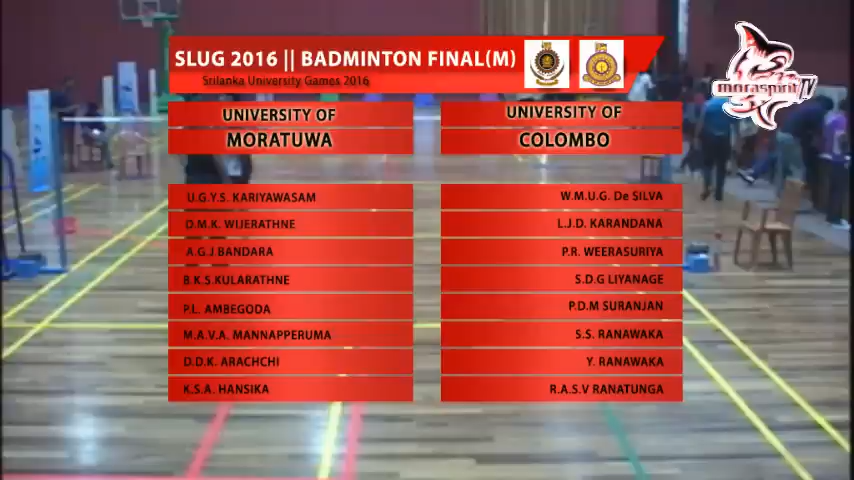 SLUG 2016 || BADMINTON FINAL(M)
Srilanka University Games 2016
moraspirit TV
UNIVERSITY OF
MORATUWA
U.G.Y.S. KARIYAWASAM
D.M.K. WIJERATHNE
A.G.J.BANDARA
B.K.S.KULARATHNE
P.L. AMBEGODA
M.A.V.A. MANNAPPERUMA
D.D.K. ARACHCHI
K.S.A. HANSIKA
UNIVERSITY OF
COLOMBO
W.M.U.G. De SILVA
L.J.D. KARANDANA
P.R. WEERASURIYA
S.D.G LIYANAGE
P.D.M SURANJAN
S.S. RANAWAKA
Y. RANAWAKA
R.A.S.V RANATUNGA